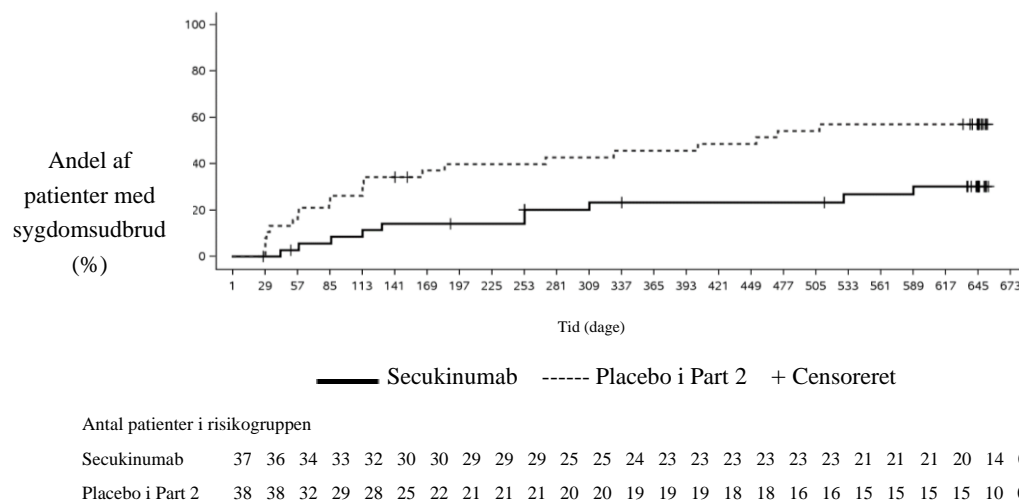 100
80
60
40
20
0
Andel af
patienter med
sygdomsudbrud
(%)
1 29 57 85 113 141 169 197 225 253 281 309 337 365 393 421 449 477 505 533 561 589 617 645 673
Tid (dage)
Secukinumab Placebo i Part 2 + Censoreret
Antal patienter i risikogruppen
Secukinumab 37 36 34 33 32 30 30 29 29 29 25 25 24 23 23 23 23 23 23 21 21 21 20 14
Placebo i Part 2 38 38 32 29 28 25 22 21 21 21 20 20 19 19 19 18 18 16 16 15 15 15 15 10